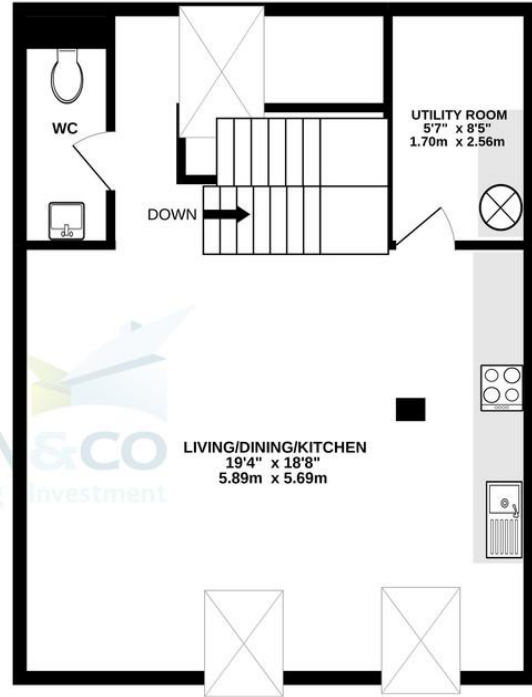 UTILITY ROOM
5'7" x 8'5"
1.70m x 2.56m
WC
DOWN
&CO
Investment
LIVING/DINING/KITCHEN
19'4" x 18'8"
5.89m x 5.69m